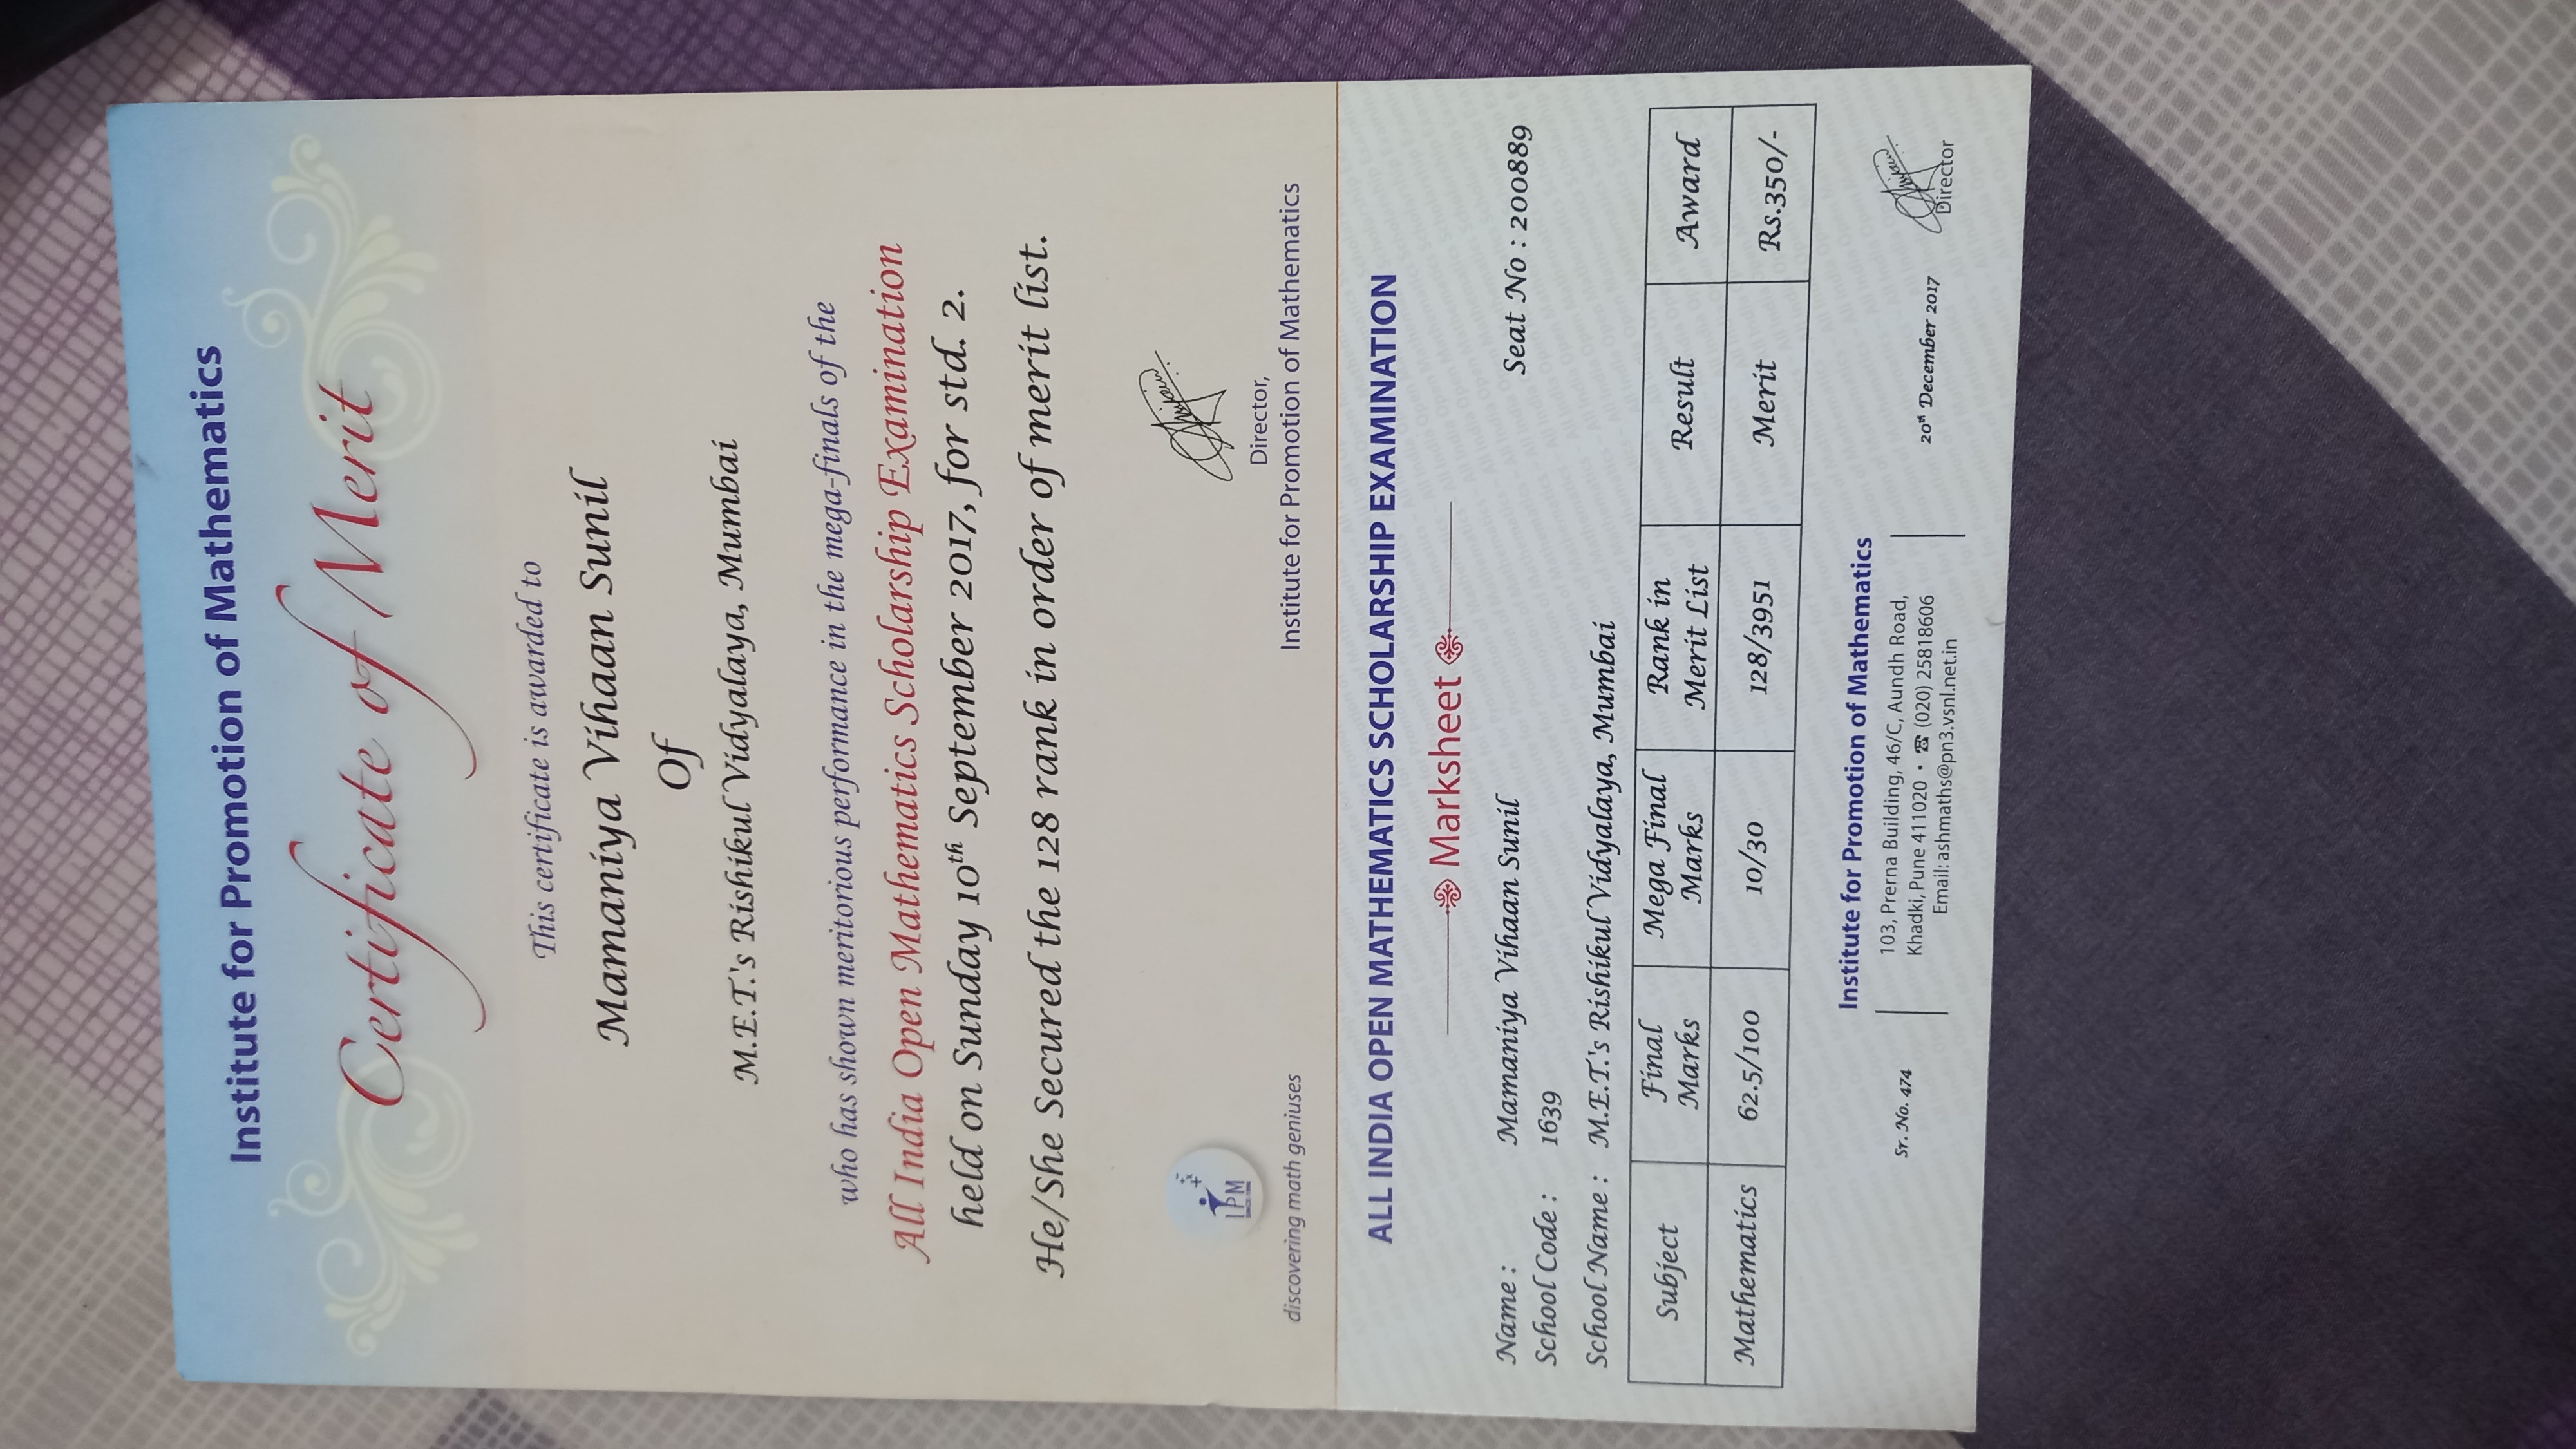 Institute for Promotion of Mathematics
Certificate of Merit
This certificate is awarded to
Mamaniya Vihaan Sunil
Of
M.E.T.'s Rishikul Vidyalaya, Mumbai
who has shown meritorious performance in the mega-finals of the
All India Open Mathematics Scholarship Examination
held on Sunday 10th September 2017, for std. 2.
He/She Secured the 128 rank in order of merit list.
IPM
discovering math geniuses
Director,
Institute for Promotion of Mathematics
ALL INDIA OPEN MATHEMATICS SCHOLARSHIP EXAMINATION
Marksheet
Name : Mamaniya Vihaan Sunil Seat No : 200889
School Code : 1639
School Name : M.E.T.'s Rishikul Vidyalaya, Mumbai
Subject Final Marks Mega Final Marks Rank in Merit List Result Award
Mathematics 62.5/100 10/30 128/3951 Merit Rs.350/-
Institute for Promotion of Mathematics
Sr. No. 474
103, Prerna Building, 46/C, Aundh Road,
Khadki, Pune 411020 • ☎ (020) 25818606
Email: ashmaths@pn3.vsnl.net.in
20th December 2017
Director